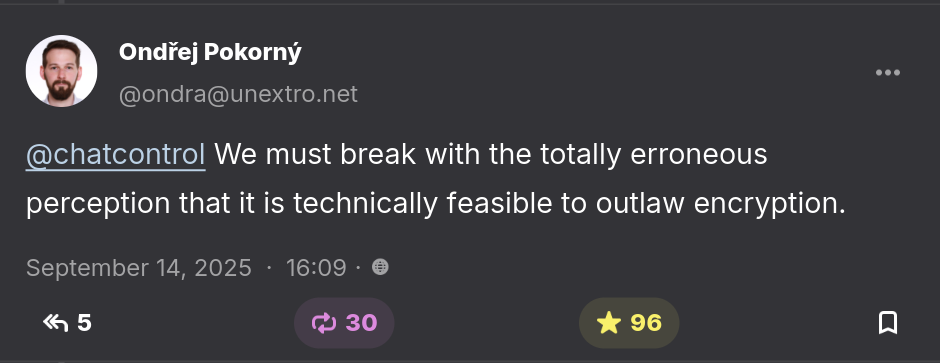 Ondřej Pokorný
@ondra@unextro.net
@chatcontrol We must break with the totally erroneous
perception that it is technically feasible to outlaw encryption.
September 14, 2025 · 16:09 ·
5 30 96